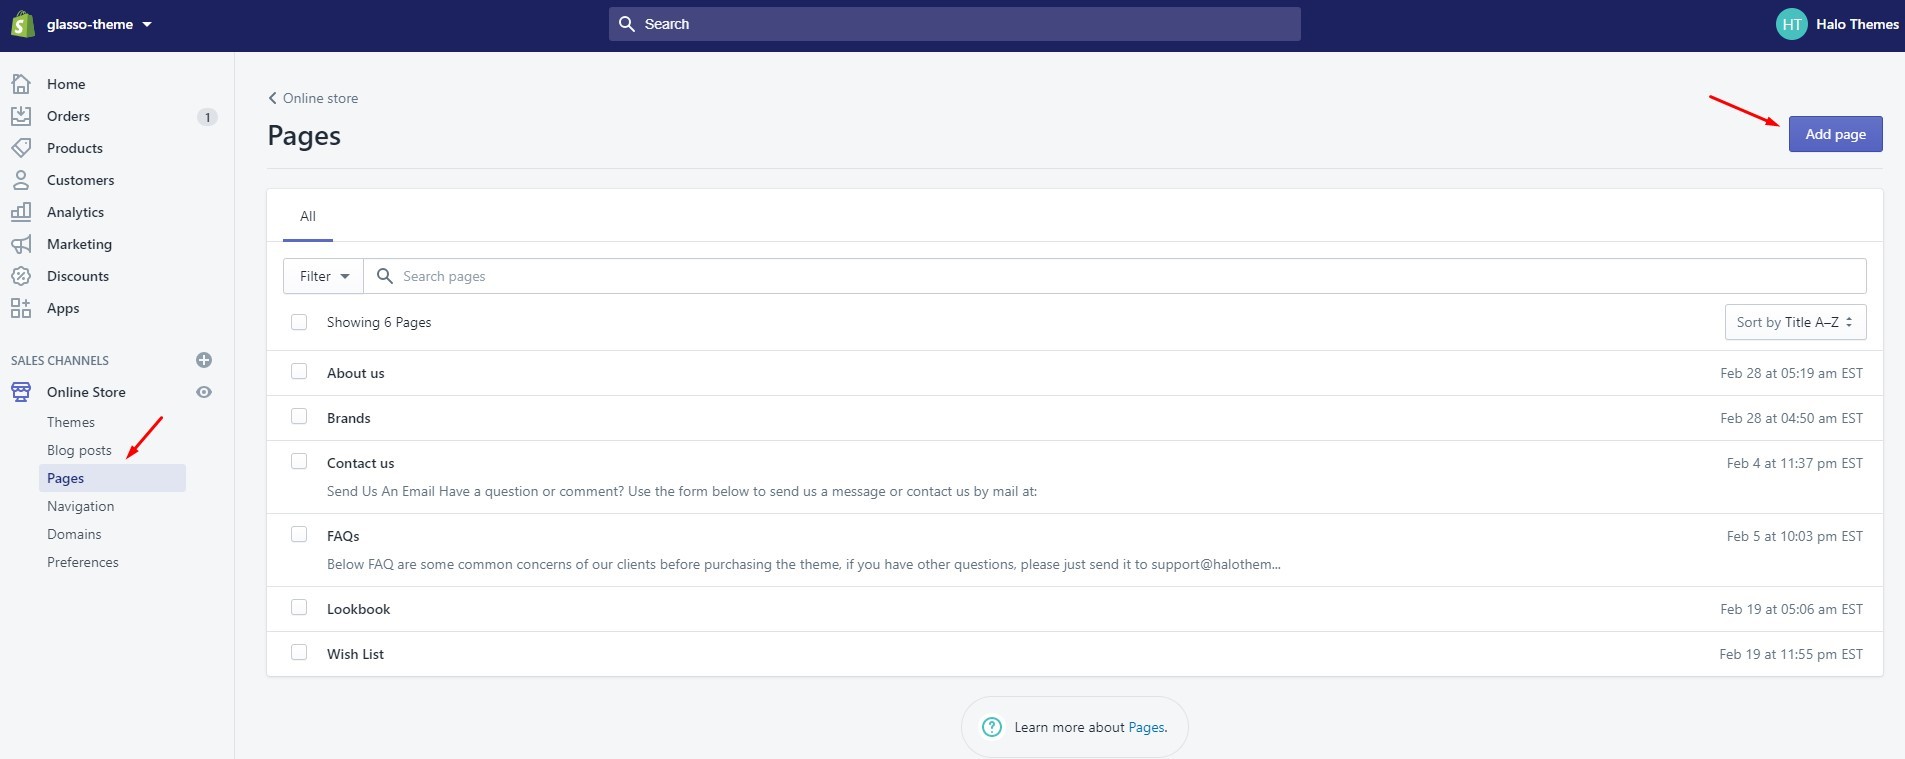 glasso-theme
Search
HT Halo Themes
Home
Orders 1
Products
Customers
Analytics
Marketing
Discounts
Apps
SALES CHANNELS
Online Store
Themes
Blog posts
Pages
Navigation
Domains
Preferences
Online store
Pages
Add page
All
Filter
Search pages
Showing 6 Pages
Sort by Title A–Z
About us Feb 28 at 05:19 am EST
Brands Feb 28 at 04:50 am EST
Contact us Feb 4 at 11:37 pm EST
Send Us An Email Have a question or comment? Use the form below to send us a message or contact us by mail at:
FAQs Feb 5 at 10:03 pm EST
Below FAQ are some common concerns of our clients before purchasing the theme, if you have other questions, please just send it to support@halothem...
Lookbook Feb 19 at 05:06 am EST
Wish List Feb 19 at 11:55 pm EST
Learn more about Pages.